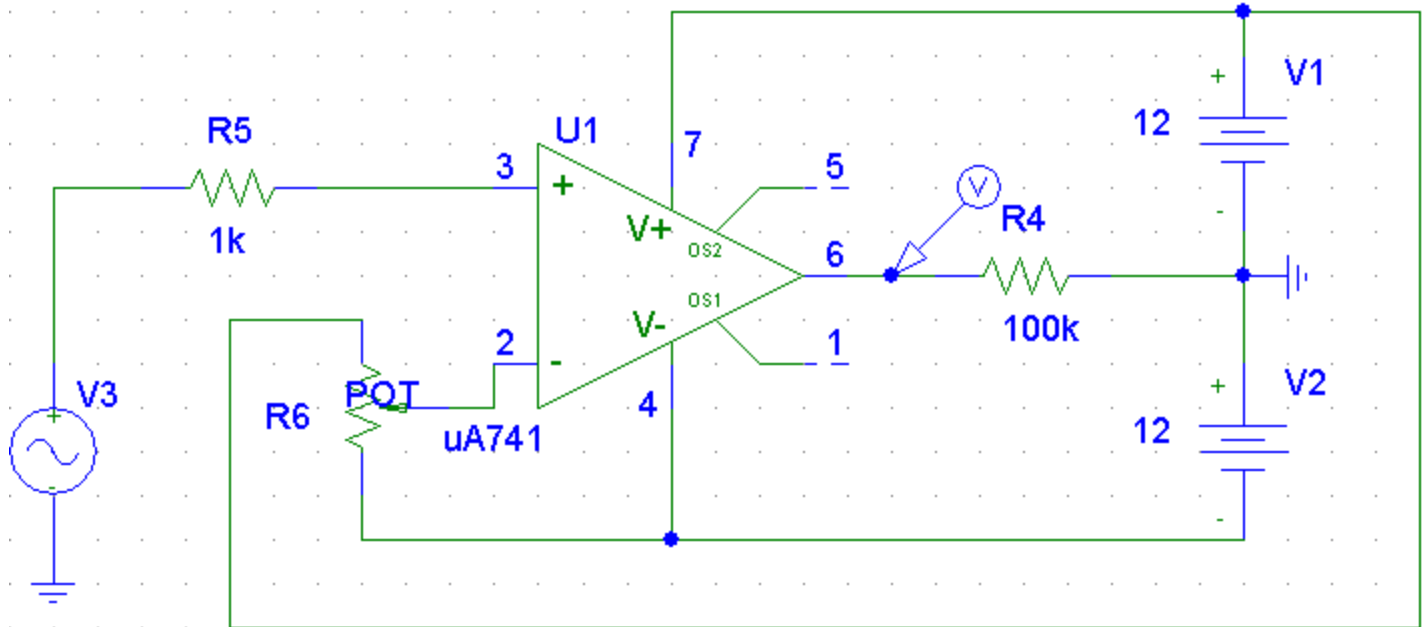 V1
12
R5
U1
7
3
+
5
1k
V+
OS2
V
R4
6
-
+
OS1
100k
V-
2
-
1
V3
+
-
POT
R6
4
uA741
+
V2
12
-